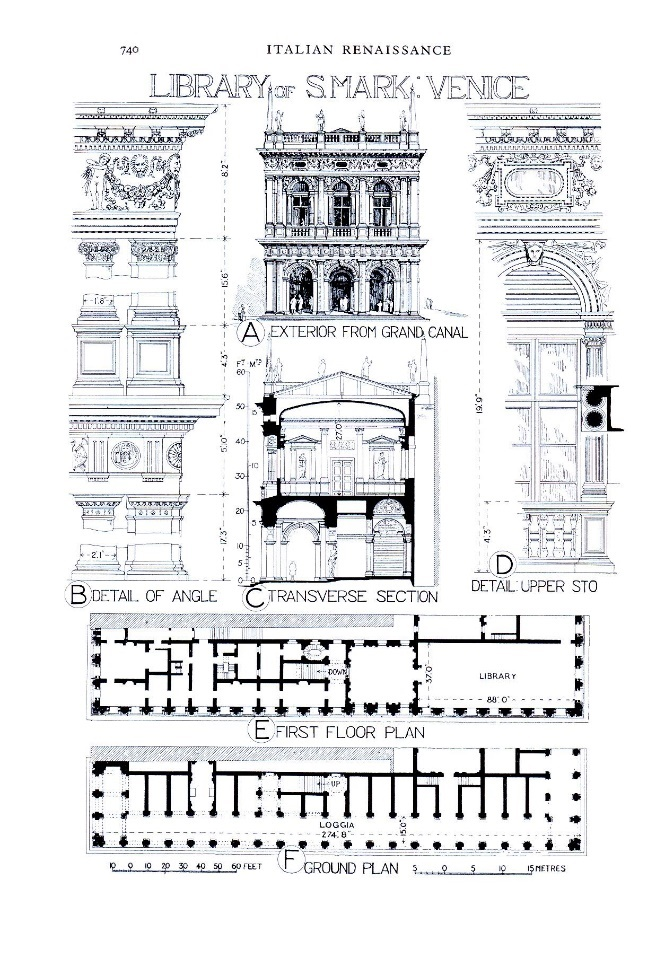 740
ITALIAN RENAISSANCE
LIBRARY OF S. MARK: VENICE
8.2"
15.6"
1.8"
4.3"
5.0"
17.3"
2.1"
A EXTERIOR FROM GRAND CANAL
Fᵀ Mᵀᴿ
60
50
15
40
10
30
20
5
10
5
0
27.0"
19.9"
4.3"
B DETAIL OF ANGLE
C TRANSVERSE SECTION
D
DETAIL: UPPER STO
DOWN
37.0"
LIBRARY
88'.0"
E FIRST FLOOR PLAN
UP
LOGGIA
274'.8"
15.0"
F GROUND PLAN
10 0 10 20 30 40 50 60 FEET
5 0 5 10 15 METRES